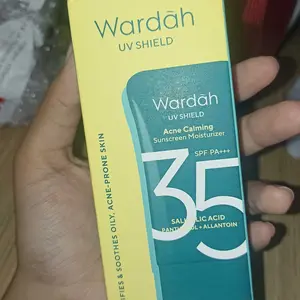 Wardah
UV SHIELD
Wardah
UV SHIELD
Acne Calming
Sunscreen Moisturizer
SPF PA+++
35
SALICYLIC ACID
PANTHENOL + ALLANTOIN
& SOOTHES OILY, ACNE-PRONE SKIN